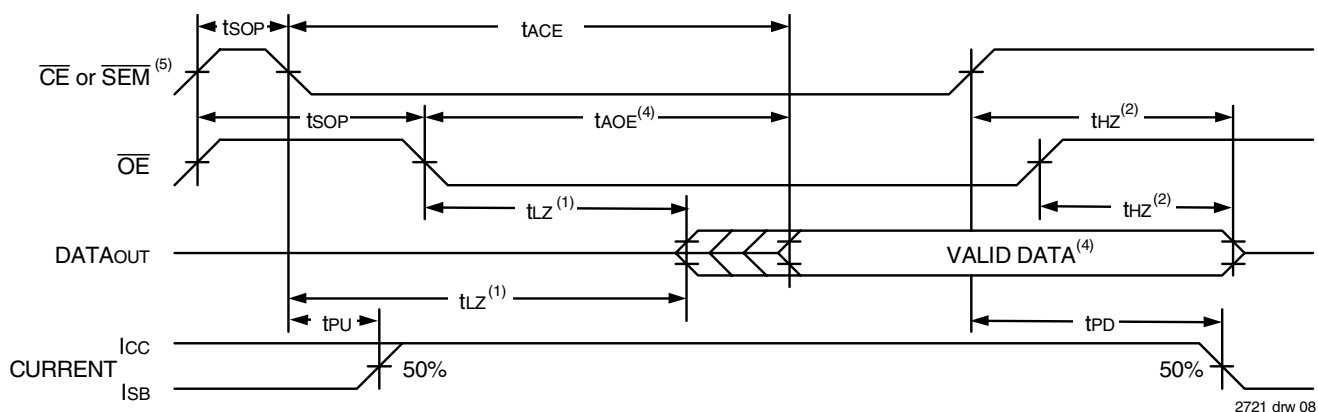 tSOP
tACE
CE or SEM (5)
tSOP
tAOE(4)
tHZ(2)
OE
tLZ(1)
tHZ(2)
DATAOUT
VALID DATA(4)
tLZ(1)
tPU
tPD
ICC
CURRENT
50%
50%
ISB
2721 drw 08